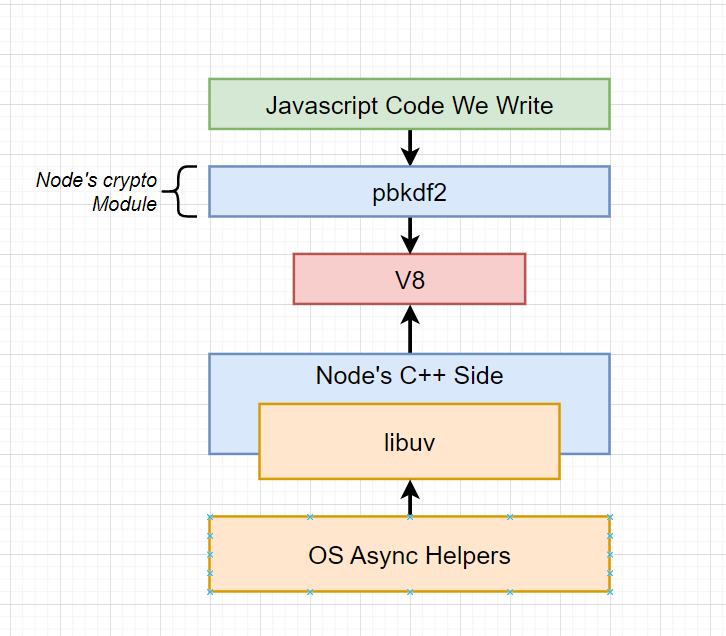 Javascript Code We Write
Node's crypto
Module
pbkdf2
V8
Node's C++ Side
libuv
OS Async Helpers